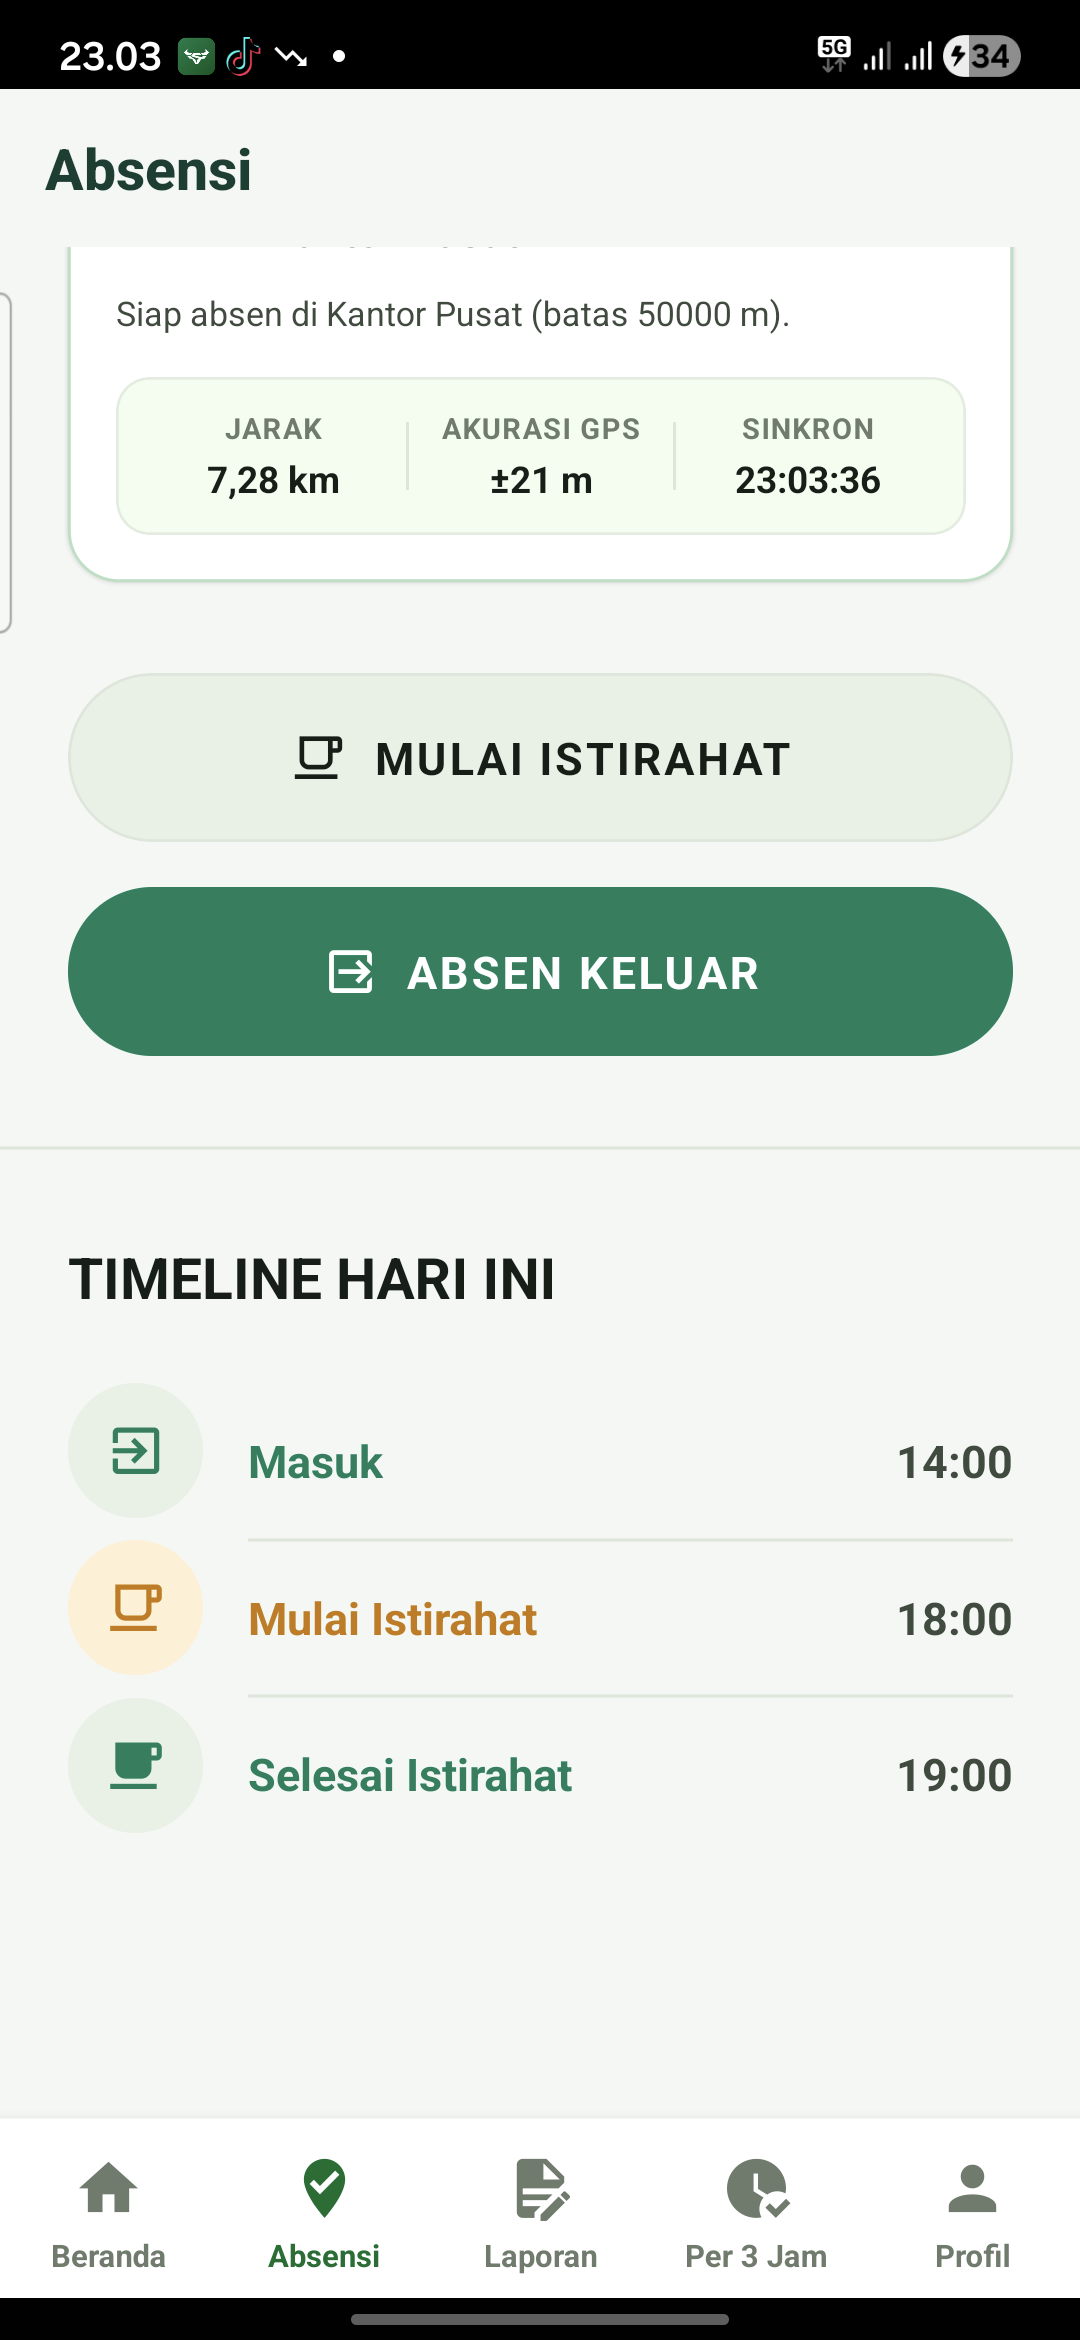 23.03
5G
34
Absensi
Siap absen di Kantor Pusat (batas 50000 m).
JARAK
7,28 km
AKURASI GPS
±21 m
SINKRON
23:03:36
MULAI ISTIRAHAT
ABSEN KELUAR
TIMELINE HARI INI
Masuk 14:00
Mulai Istirahat 18:00
Selesai Istirahat 19:00
Beranda
Absensi
Laporan
Per 3 Jam
Profil